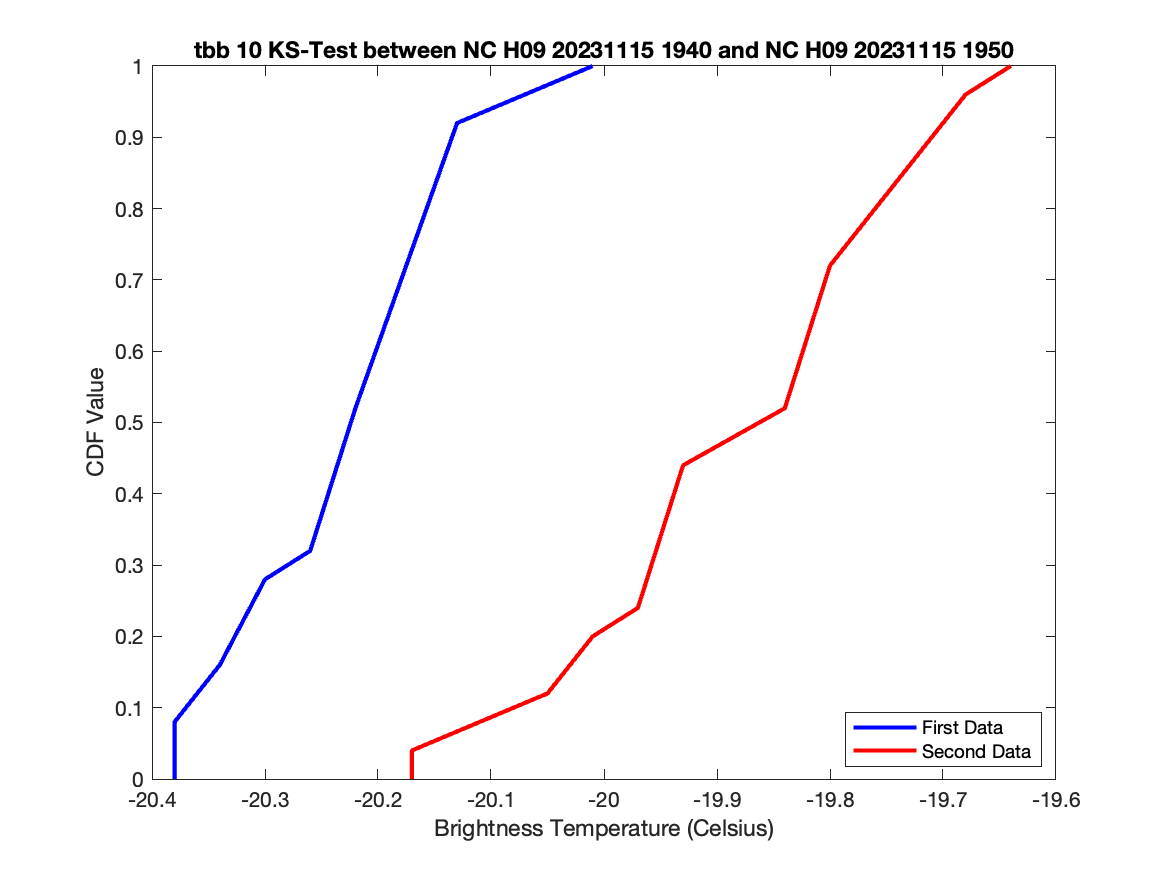 tbb 10 KS-Test between NC H09 20231115 1940 and NC H09 20231115 1950
1
0.9
0.8
0.7
0.6
0.5
0.4
0.3
0.2
0.1
0
CDF Value
First Data
Second Data
-20.4 -20.3 -20.2 -20.1 -20 -19.9 -19.8 -19.7 -19.6
Brightness Temperature (Celsius)